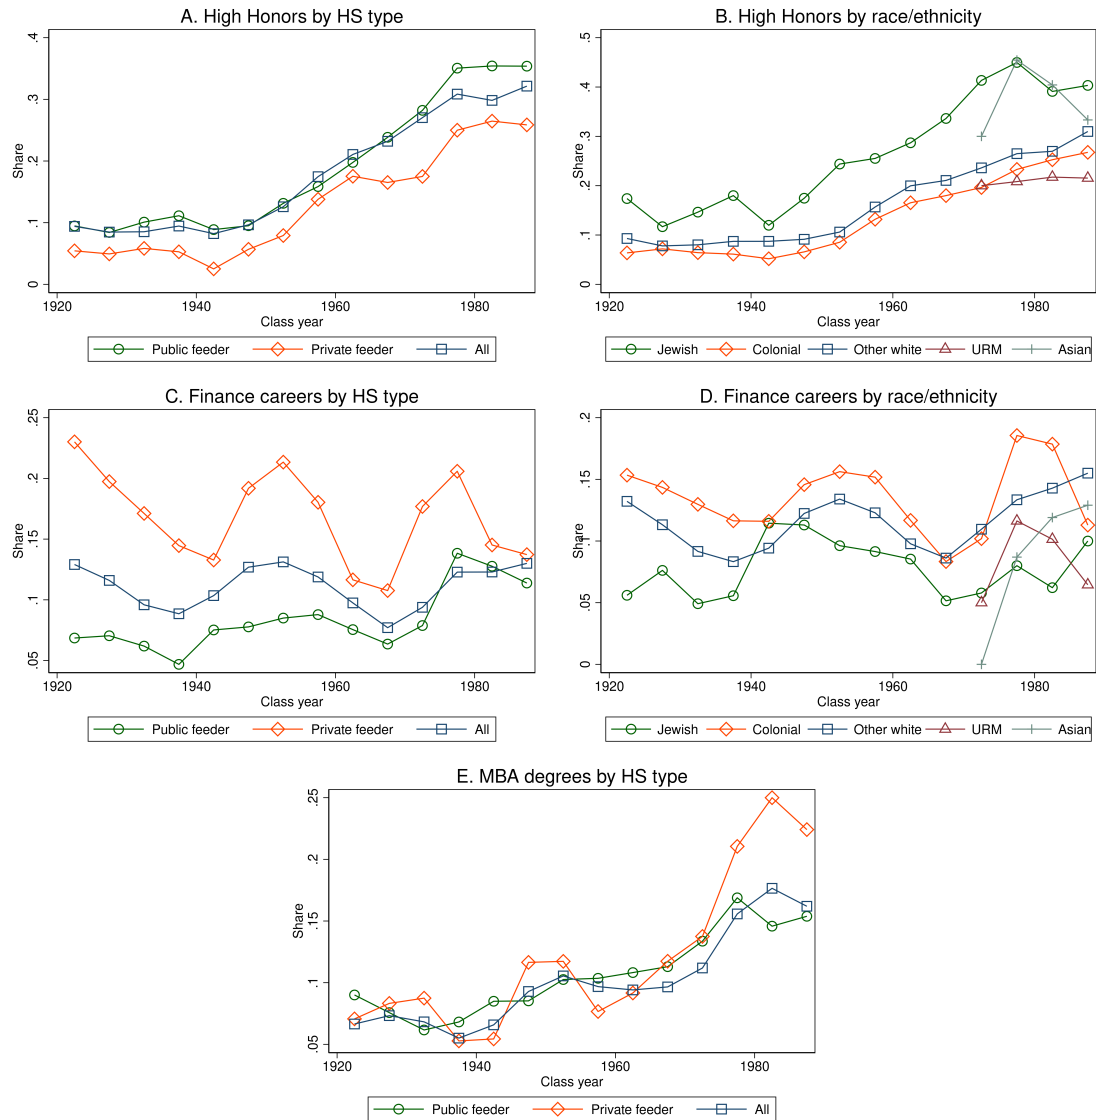 A. High Honors by HS type
.4
.3
.2
.1
0
Share
1920 1940 1960 1980
Class year
Public feeder Private feeder All
B. High Honors by race/ethnicity
.5
.4
.3
.2
.1
0
Share
1920 1940 1960 1980
Class year
Jewish Colonial Other white URM Asian
C. Finance careers by HS type
.25
.2
.15
.1
.05
Share
1920 1940 1960 1980
Class year
Public feeder Private feeder All
D. Finance careers by race/ethnicity
.2
.15
.1
.05
0
Share
1920 1940 1960 1980
Class year
Jewish Colonial Other white URM Asian
E. MBA degrees by HS type
.25
.2
.15
.1
.05
Share
1920 1940 1960 1980
Class year
Public feeder Private feeder All